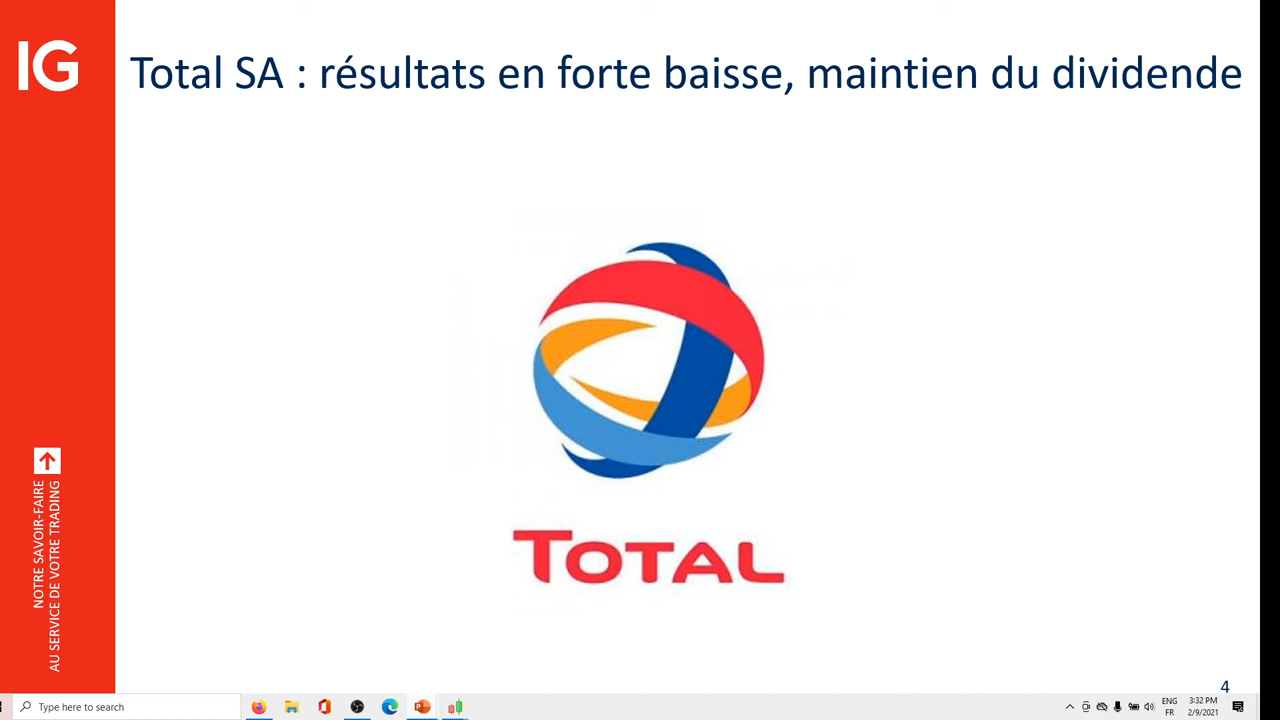 IG
Total SA : résultats en forte baisse, maintien du dividende
NOTRE SAVOIR-FAIRE
AU SERVICE DE VOTRE TRADING
TOTAL
4
Type here to search
ENG
FR
3:32 PM
2/9/2021